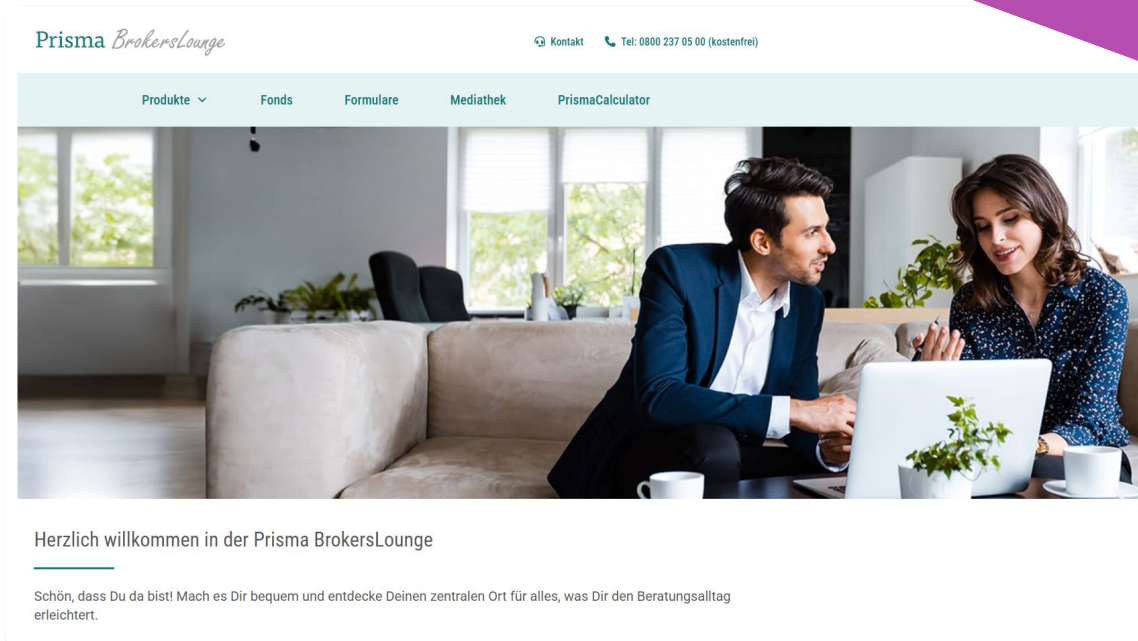 Prisma BrokersLounge
Kontakt
Tel: 0800 237 05 00 (kostenfrei)
Produkte
Fonds
Formulare
Mediathek
PrismaCalculator
Herzlich willkommen in der Prisma BrokersLounge
Schön, dass Du da bist! Mach es Dir bequem und entdecke Deinen zentralen Ort für alles, was Dir den Beratungsalltag
erleichtert.